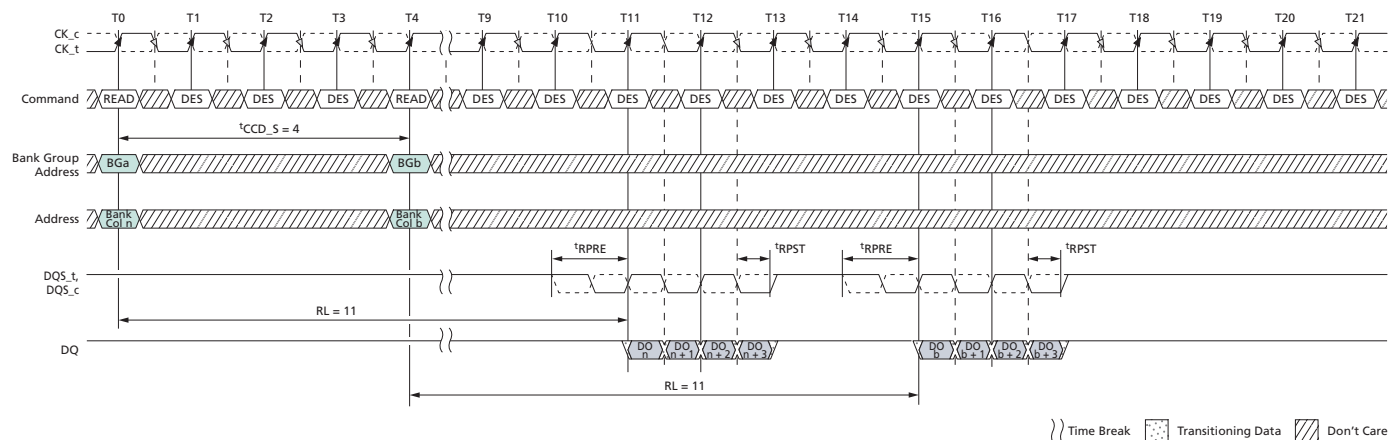 T0 T1 T2 T3 T4 T9 T10 T11 T12 T13 T14 T15 T16 T17 T18 T19 T20 T21
CK_c
CK_t
Command READ DES DES DES READ DES DES DES DES DES DES DES DES DES DES DES DES DES
tCCD_S = 4
Bank Group
Address
BGa BGb
Address
Bank
Col n
Bank
Col b
tRPRE tRPST tRPRE tRPST
DQS_t,
DQS_c
RL = 11
DQ
DO
n
DO
n + 1
DO
n + 2
DO
n + 3
DO
b
DO
b + 1
DO
b + 2
DO
b + 3
RL = 11
Time Break Transitioning Data Don't Care